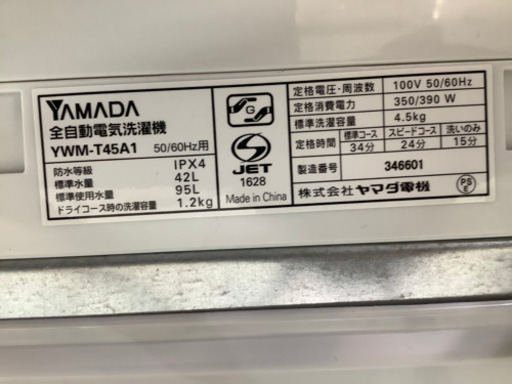 YAMADA
全自動電気洗濯機
YWM-T45A1 50/60Hz用
防水等級 IPX4
標準水量 42L
標準使用水量 95L
ドライコース時の洗濯容量 1.2kg
S
JET
1628
Made in China
定格電圧・周波数 100V 50/60Hz
定格消費電力 350/390 W
標準洗濯容量 4.5kg
定格時間 標準コース スピードコース 洗いのみ
34分 24分 15分
製造番号 346601
株式会社ヤマダ電機
PS
E